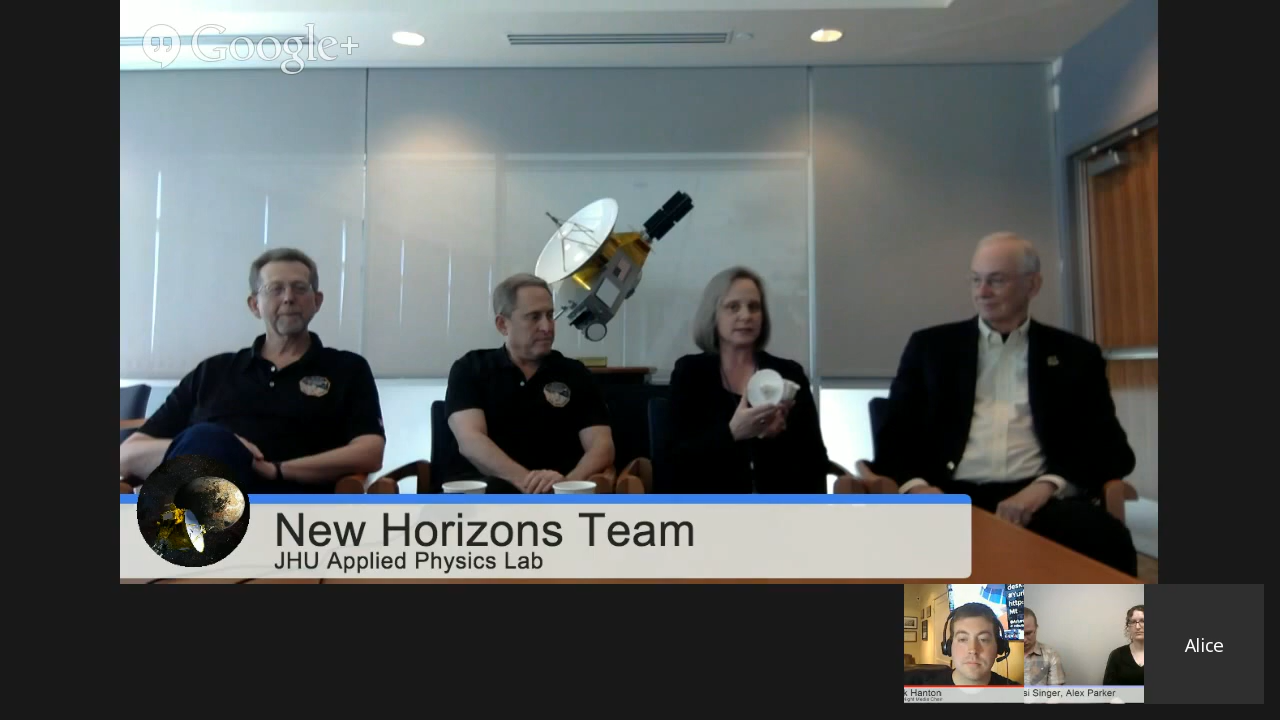 Google+
New Horizons Team
JHU Applied Physics Lab
Hanton
Singer, Alex Parker
Alice